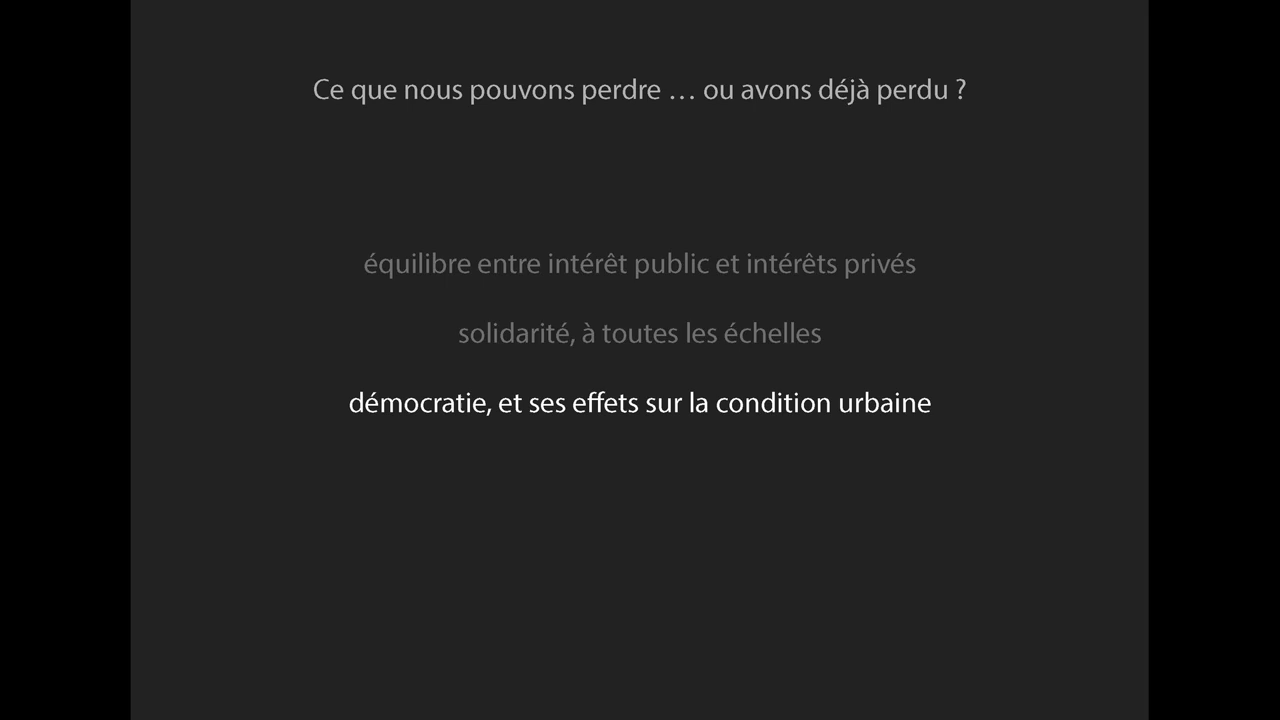 Ce que nous pouvons perdre … ou avons déjà perdu ?
équilibre entre intérêt public et intérêts privés
solidarité, à toutes les échelles
démocratie, et ses effets sur la condition urbaine